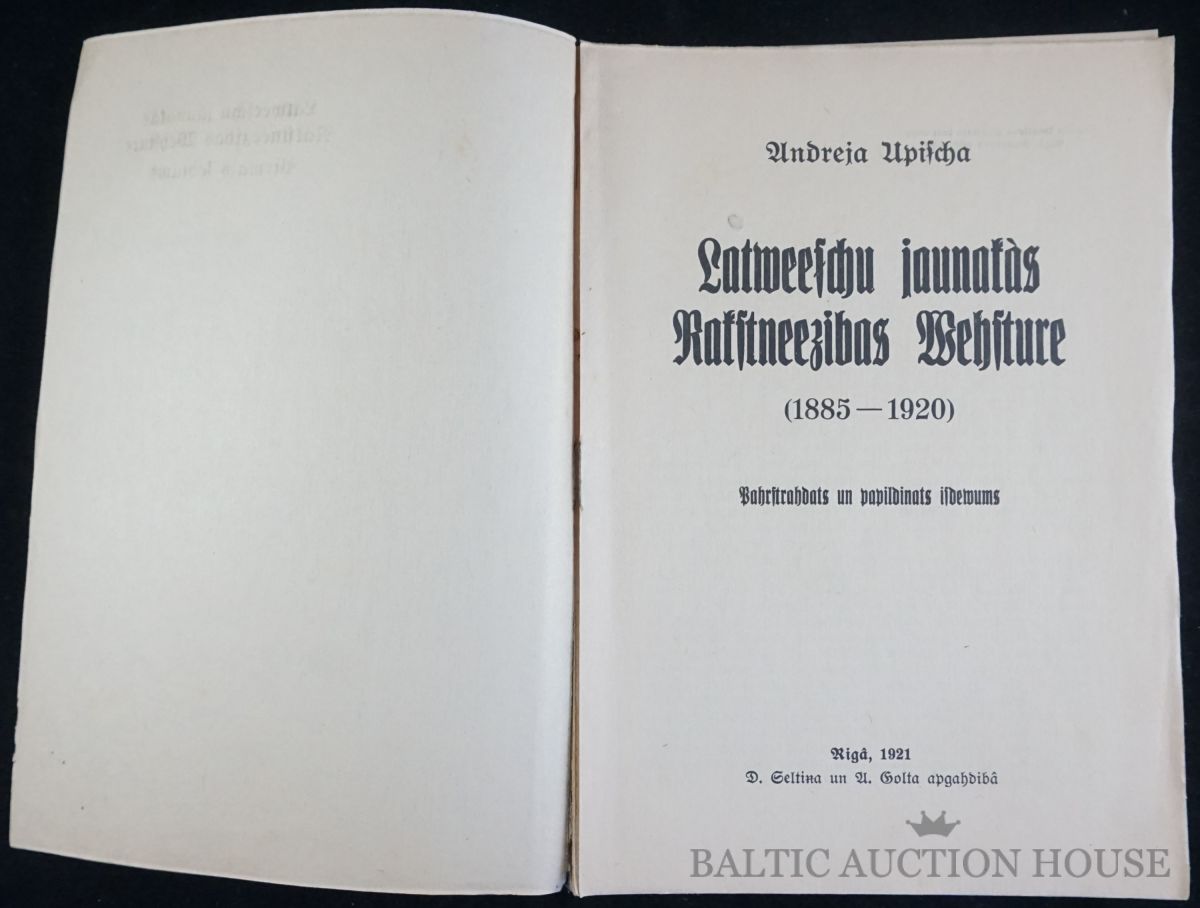 Andreja Upiſcha
Latweeſchu jaunakàs
Rakſtneezibas Wehſture
(1885 — 1920)
Pahrſtrahdats un papildinats iſdewums
Rigâ, 1921
D. Seltiņa un A. Golta apgahdibâ
BALTIC AUCTION HOUSE